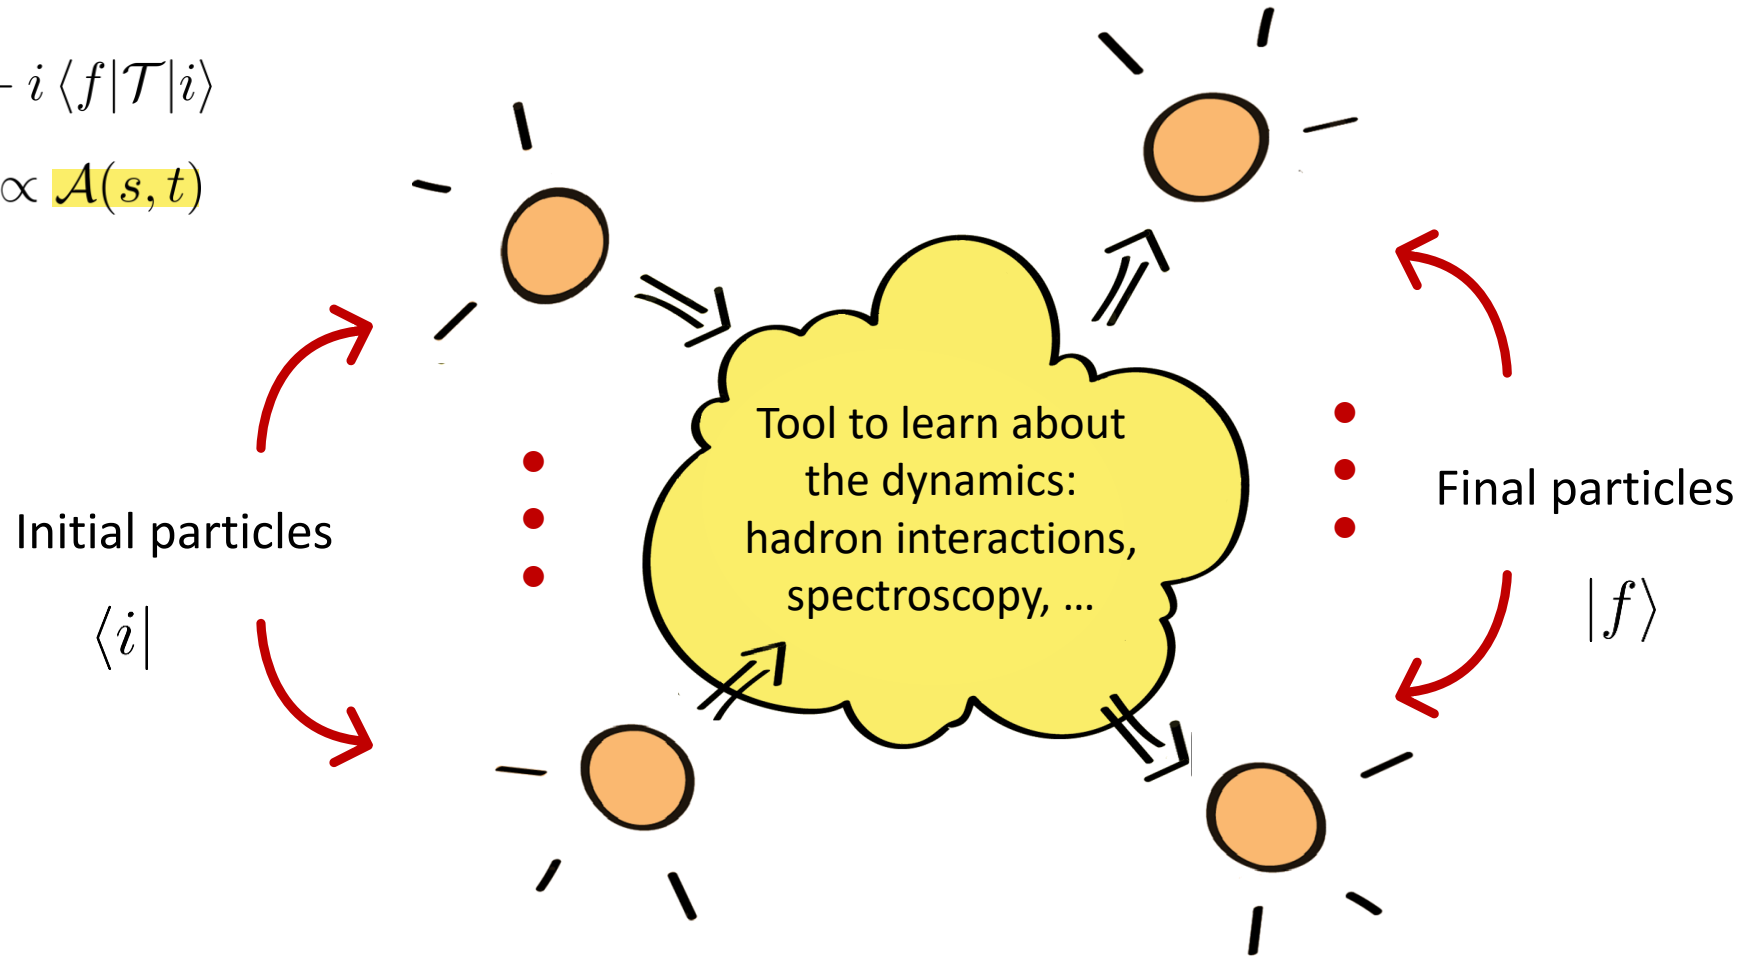 - i ⟨f|𝒯|i⟩
∝ 𝒜(s, t)
Tool to learn about
the dynamics:
hadron interactions,
spectroscopy, ...
Initial particles
⟨i|
Final particles
|f⟩